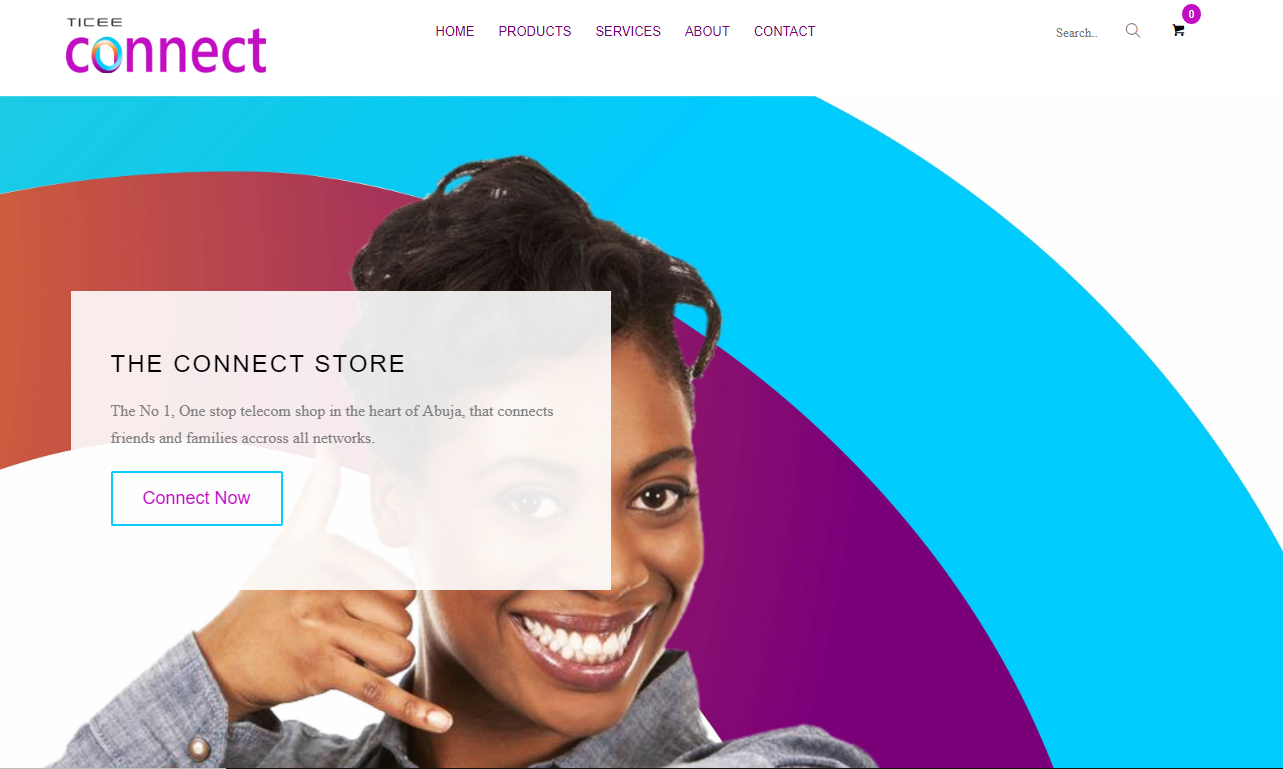 TICEE
connect
HOME PRODUCTS SERVICES ABOUT CONTACT
Search..
0
THE CONNECT STORE
The No 1, One stop telecom shop in the heart of Abuja, that connects
friends and families accross all networks.
Connect Now